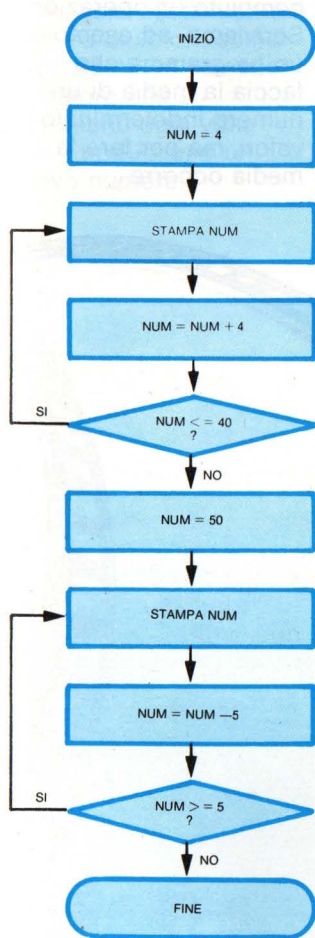 INIZIO
NUM = 4
STAMPA NUM
NUM = NUM + 4
SI
NUM < = 40
?
NO
NUM = 50
STAMPA NUM
NUM = NUM —5
SI
NUM > = 5
?
NO
FINE